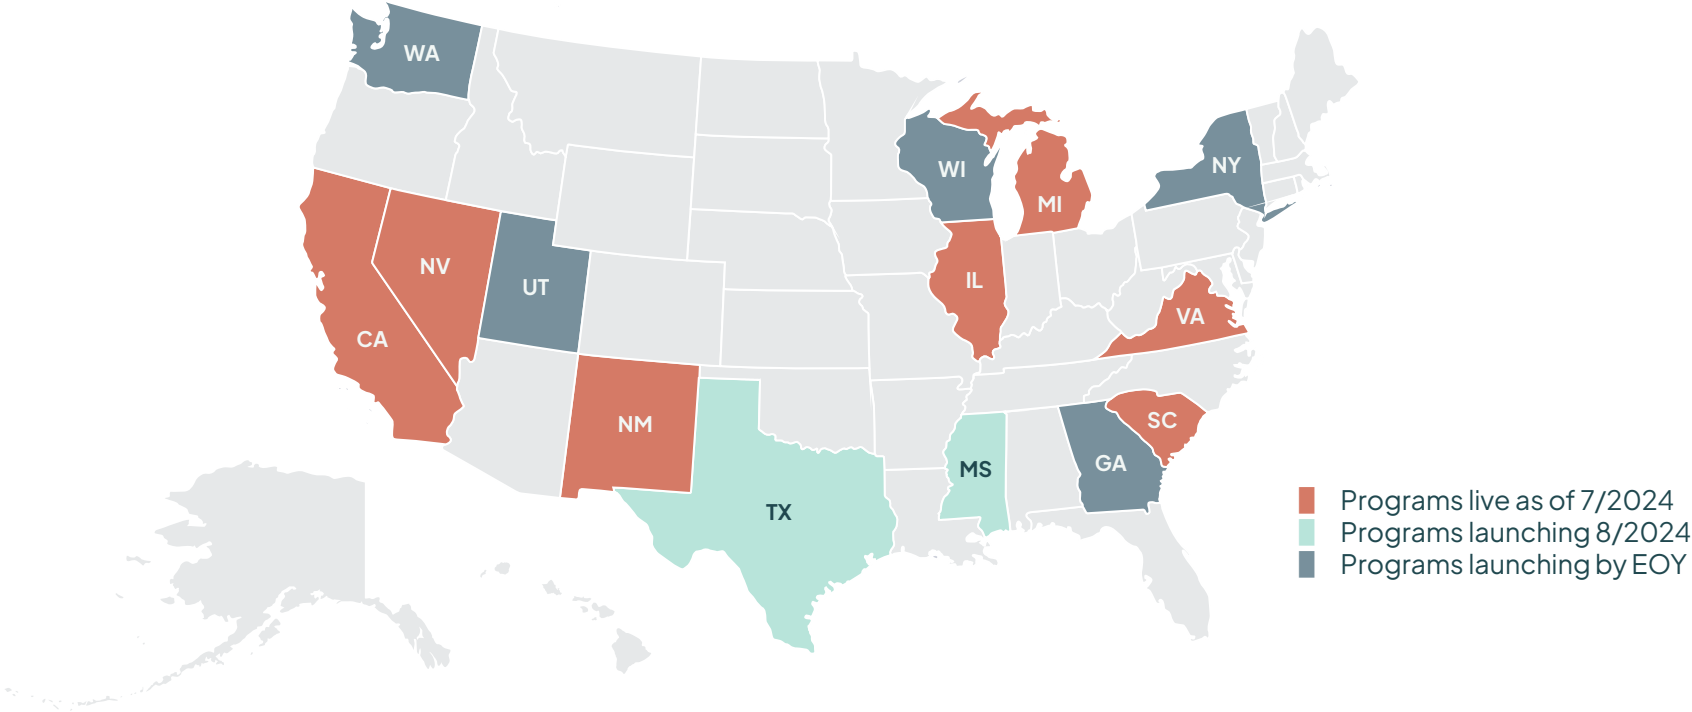 WA
WI
NY
MI
NV
UT
IL
VA
CA
NM
SC
GA
MS
TX
Programs live as of 7/2024
Programs launching 8/2024
Programs launching by EOY